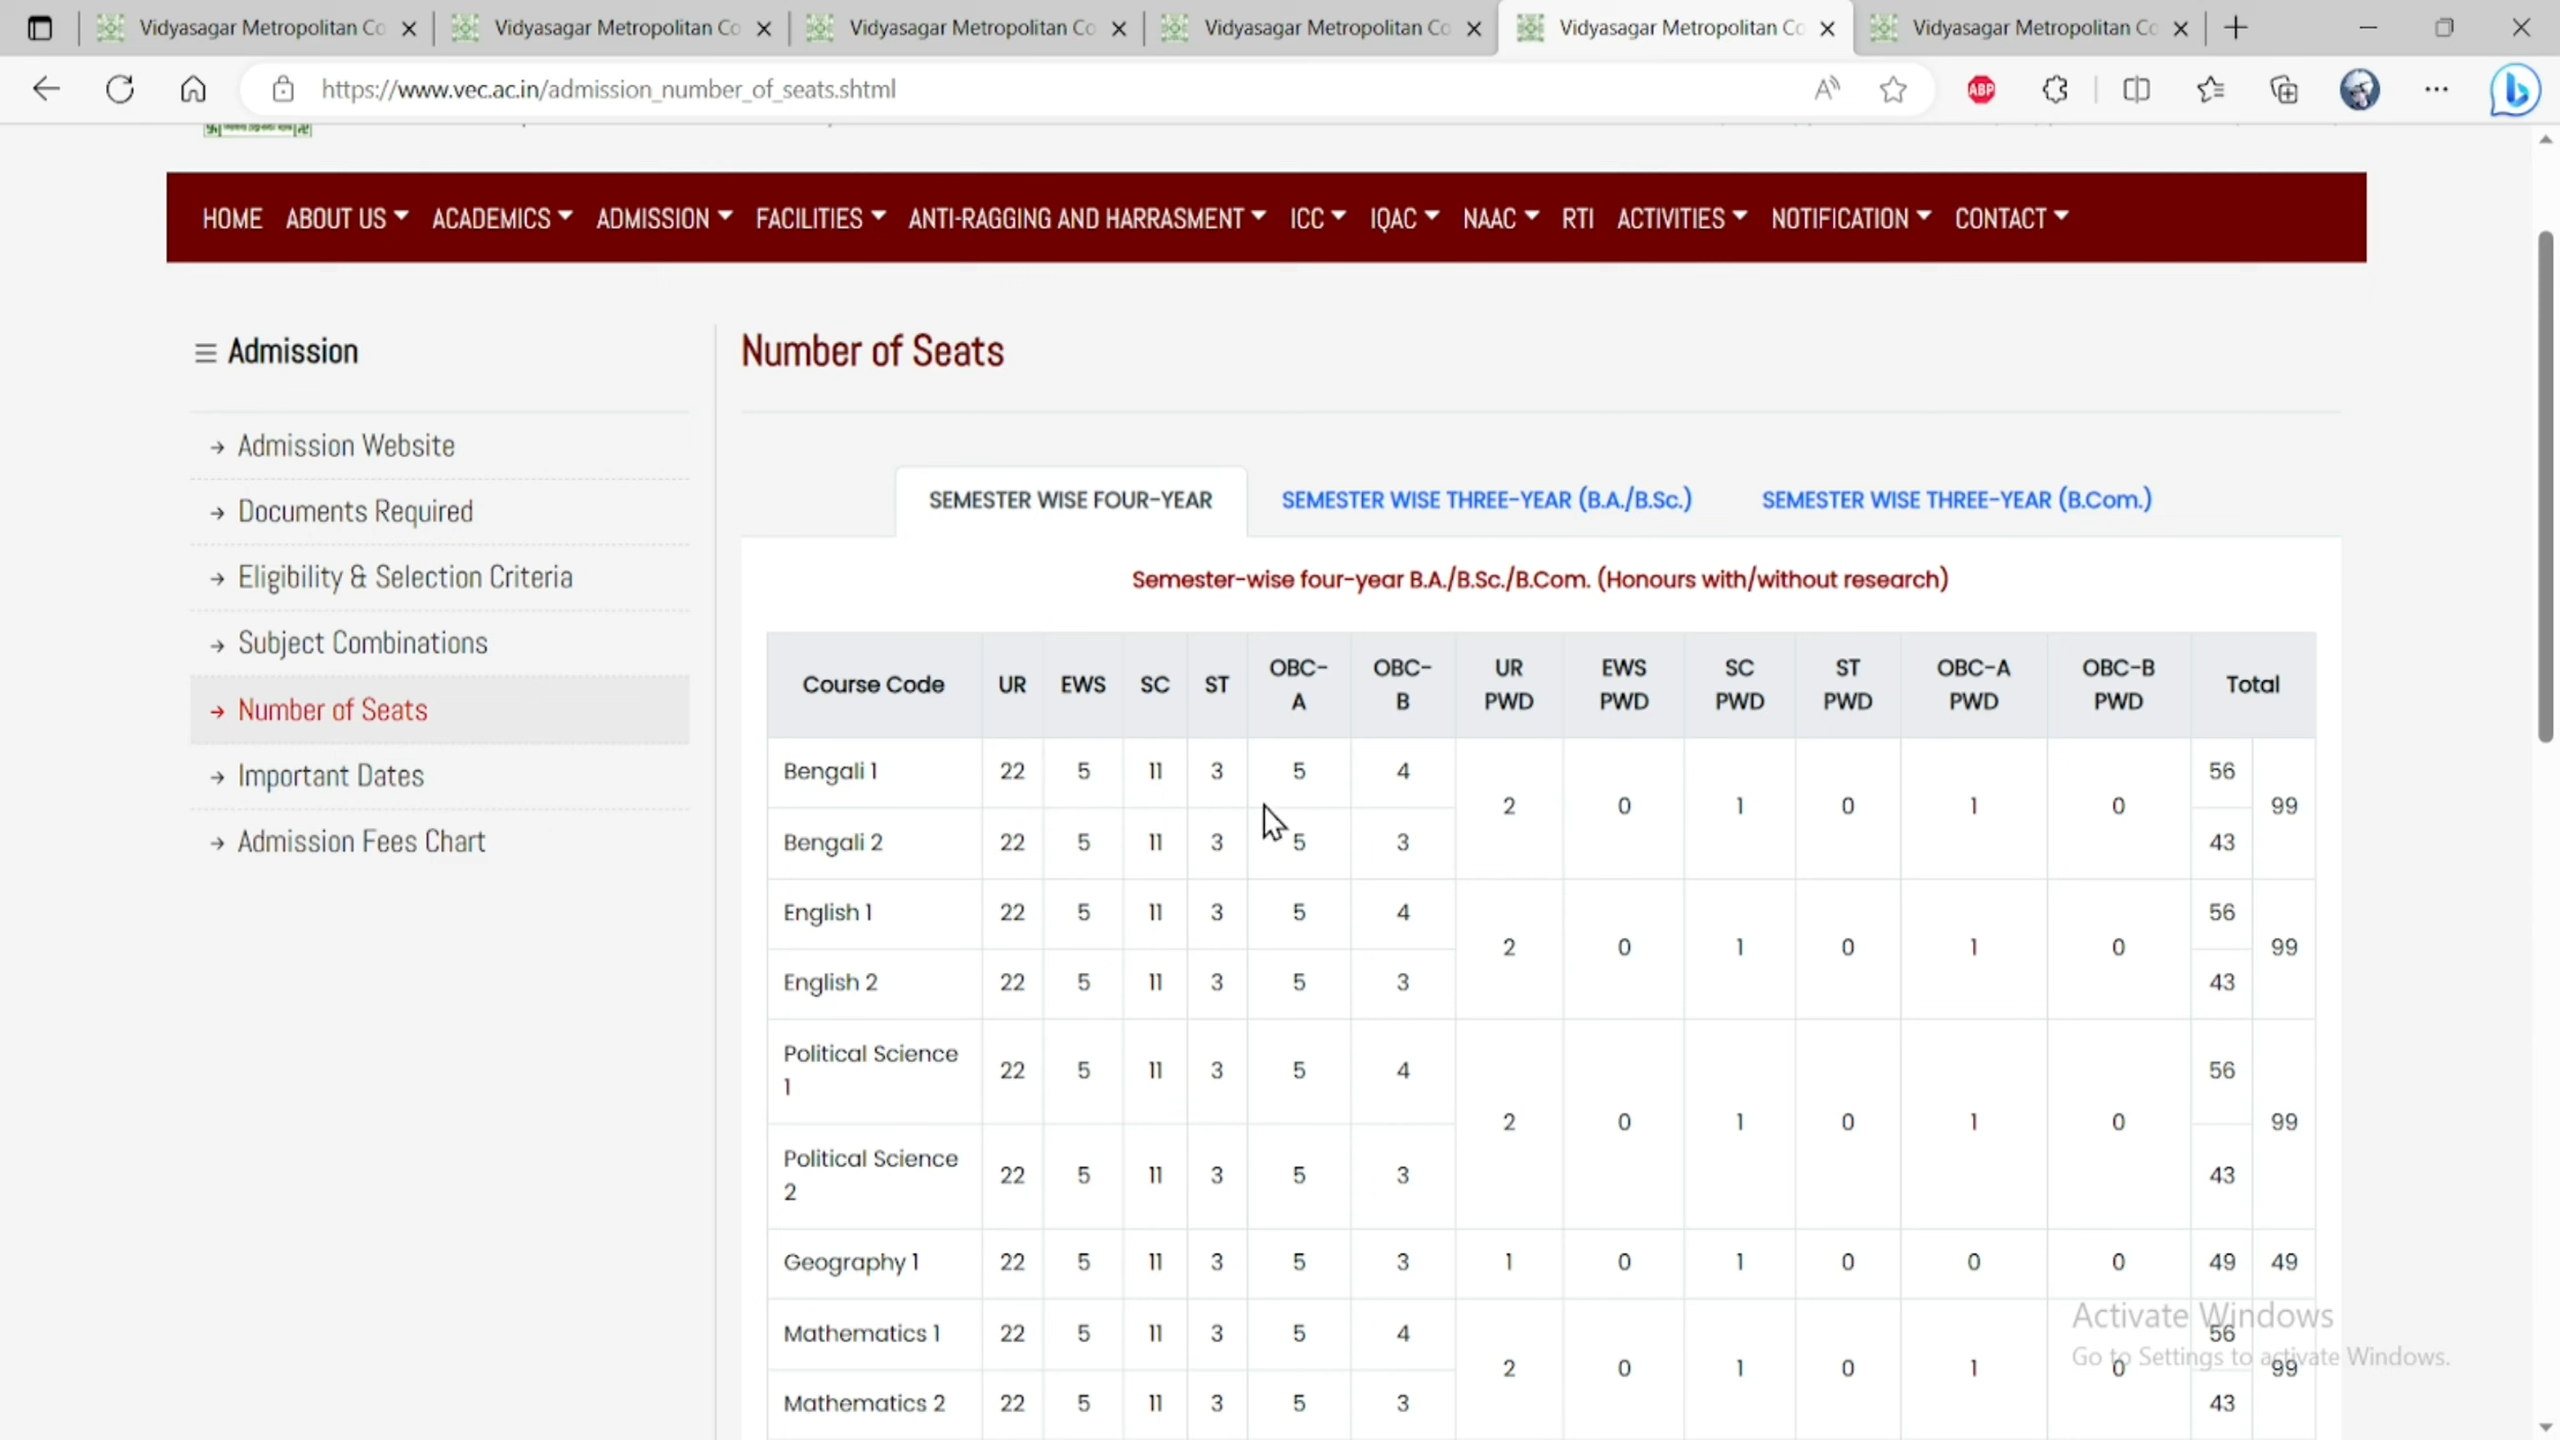 Vidyasagar Metropolitan Co
Vidyasagar Metropolitan Co
Vidyasagar Metropolitan Co
Vidyasagar Metropolitan Co
Vidyasagar Metropolitan Co
Vidyasagar Metropolitan Co
https://www.vec.ac.in/admission_number_of_seats.shtml
ABP
HOME ABOUT US ACADEMICS ADMISSION FACILITIES ANTI-RAGGING AND HARRASMENT ICC IQAC NAAC RTI ACTIVITIES NOTIFICATION CONTACT
Admission
Admission Website
Documents Required
Eligibility & Selection Criteria
Subject Combinations
Number of Seats
Important Dates
Admission Fees Chart
Number of Seats
SEMESTER WISE FOUR-YEAR SEMESTER WISE THREE-YEAR (B.A./B.Sc.) SEMESTER WISE THREE-YEAR (B.Com.)
Semester-wise four-year B.A./B.Sc./B.Com. (Honours with/without research)
Course Code UR EWS SC ST OBC-A OBC-B UR PWD EWS PWD SC PWD ST PWD OBC-A PWD OBC-B PWD Total
Bengali 1 22 5 11 3 5 4 2 0 1 0 1 0 56 99
Bengali 2 22 5 11 3 5 3 43
English 1 22 5 11 3 5 4 2 0 1 0 1 0 56 99
English 2 22 5 11 3 5 3 43
Political Science 1 22 5 11 3 5 4 2 0 1 0 1 0 56 99
Political Science 2 22 5 11 3 5 3 43
Geography 1 22 5 11 3 5 3 1 0 1 0 0 0 49 49
Mathematics 1 22 5 11 3 5 4 2 0 1 0 1 0 56 99
Mathematics 2 22 5 11 3 5 3 43
Activate Windows
Go to Settings to activate Windows.